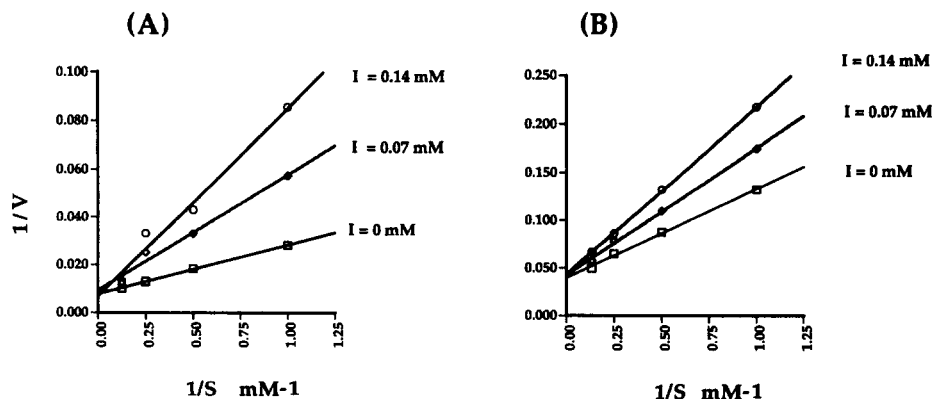 (A)
1 / V
0.100
0.080
0.060
0.040
0.020
0.000
0.00
0.25
0.50
0.75
1.00
1.25
I = 0.14 mM
I = 0.07 mM
I = 0 mM
1/S mM-1
(B)
0.250
0.200
0.150
0.100
0.050
0.000
0.00
0.25
0.50
0.75
1.00
1.25
I = 0.14 mM
I = 0.07 mM
I = 0 mM
1/S mM-1